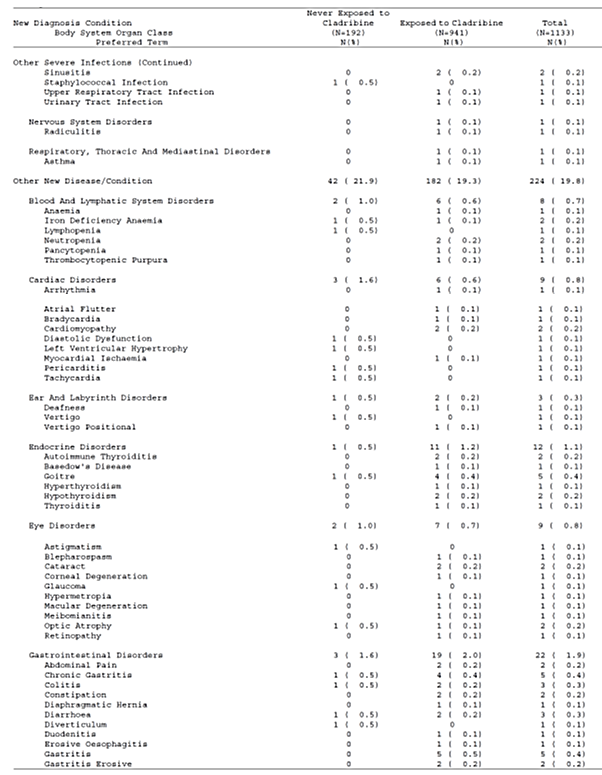 Never Exposed to
New Diagnosis Condition Cladribine Exposed to Cladribine Total
Body System Organ Class (N=192) (N=941) (N=1133)
Preferred Term N(%) N(%) N(%)
Other Severe Infections (Continued)
Sinusitis 0 2 ( 0.2) 2 ( 0.2)
Staphylococcal Infection 1 ( 0.5) 0 1 ( 0.1)
Upper Respiratory Tract Infection 0 1 ( 0.1) 1 ( 0.1)
Urinary Tract Infection 0 1 ( 0.1) 1 ( 0.1)
Nervous System Disorders 0 1 ( 0.1) 1 ( 0.1)
Radiculitis 0 1 ( 0.1) 1 ( 0.1)
Respiratory, Thoracic And Mediastinal Disorders 0 1 ( 0.1) 1 ( 0.1)
Asthma 0 1 ( 0.1) 1 ( 0.1)
Other New Disease/Condition 42 ( 21.9) 182 ( 19.3) 224 ( 19.8)
Blood And Lymphatic System Disorders 2 ( 1.0) 6 ( 0.6) 8 ( 0.7)
Anaemia 0 1 ( 0.1) 1 ( 0.1)
Iron Deficiency Anaemia 1 ( 0.5) 1 ( 0.1) 2 ( 0.2)
Lymphopenia 1 ( 0.5) 0 1 ( 0.1)
Neutropenia 0 2 ( 0.2) 2 ( 0.2)
Pancytopenia 0 1 ( 0.1) 1 ( 0.1)
Thrombocytopenic Purpura 0 1 ( 0.1) 1 ( 0.1)
Cardiac Disorders 3 ( 1.6) 6 ( 0.6) 9 ( 0.8)
Arrhythmia 0 1 ( 0.1) 1 ( 0.1)
Atrial Flutter 0 1 ( 0.1) 1 ( 0.1)
Bradycardia 0 1 ( 0.1) 1 ( 0.1)
Cardiomyopathy 0 2 ( 0.2) 2 ( 0.2)
Diastolic Dysfunction 1 ( 0.5) 0 1 ( 0.1)
Left Ventricular Hypertrophy 1 ( 0.5) 0 1 ( 0.1)
Myocardial Ischaemia 0 1 ( 0.1) 1 ( 0.1)
Pericarditis 1 ( 0.5) 0 1 ( 0.1)
Tachycardia 1 ( 0.5) 0 1 ( 0.1)
Ear And Labyrinth Disorders 1 ( 0.5) 2 ( 0.2) 3 ( 0.3)
Deafness 0 1 ( 0.1) 1 ( 0.1)
Vertigo 1 ( 0.5) 0 1 ( 0.1)
Vertigo Positional 0 1 ( 0.1) 1 ( 0.1)
Endocrine Disorders 1 ( 0.5) 11 ( 1.2) 12 ( 1.1)
Autoimmune Thyroiditis 0 2 ( 0.2) 2 ( 0.2)
Basedow's Disease 0 1 ( 0.1) 1 ( 0.1)
Goitre 1 ( 0.5) 4 ( 0.4) 5 ( 0.4)
Hyperthyroidism 0 1 ( 0.1) 1 ( 0.1)
Hypothyroidism 0 2 ( 0.2) 2 ( 0.2)
Thyroiditis 0 1 ( 0.1) 1 ( 0.1)
Eye Disorders 2 ( 1.0) 7 ( 0.7) 9 ( 0.8)
Astigmatism 1 ( 0.5) 0 1 ( 0.1)
Blepharospasm 0 1 ( 0.1) 1 ( 0.1)
Cataract 0 2 ( 0.2) 2 ( 0.2)
Corneal Degeneration 0 1 ( 0.1) 1 ( 0.1)
Glaucoma 1 ( 0.5) 0 1 ( 0.1)
Hypermetropia 0 1 ( 0.1) 1 ( 0.1)
Macular Degeneration 0 1 ( 0.1) 1 ( 0.1)
Meibomianitis 0 1 ( 0.1) 1 ( 0.1)
Optic Atrophy 1 ( 0.5) 1 ( 0.1) 2 ( 0.2)
Retinopathy 0 1 ( 0.1) 1 ( 0.1)
Gastrointestinal Disorders 3 ( 1.6) 19 ( 2.0) 22 ( 1.9)
Abdominal Pain 0 2 ( 0.2) 2 ( 0.2)
Chronic Gastritis 1 ( 0.5) 4 ( 0.4) 5 ( 0.4)
Colitis 1 ( 0.5) 2 ( 0.2) 3 ( 0.3)
Constipation 0 2 ( 0.2) 2 ( 0.2)
Diaphragmatic Hernia 0 1 ( 0.1) 1 ( 0.1)
Diarrhoea 1 ( 0.5) 2 ( 0.2) 3 ( 0.3)
Diverticulum 1 ( 0.5) 0 1 ( 0.1)
Duodenitis 0 1 ( 0.1) 1 ( 0.1)
Erosive Oesophagitis 0 1 ( 0.1) 1 ( 0.1)
Gastritis 0 5 ( 0.5) 5 ( 0.4)
Gastritis Erosive 0 2 ( 0.2) 2 ( 0.2)